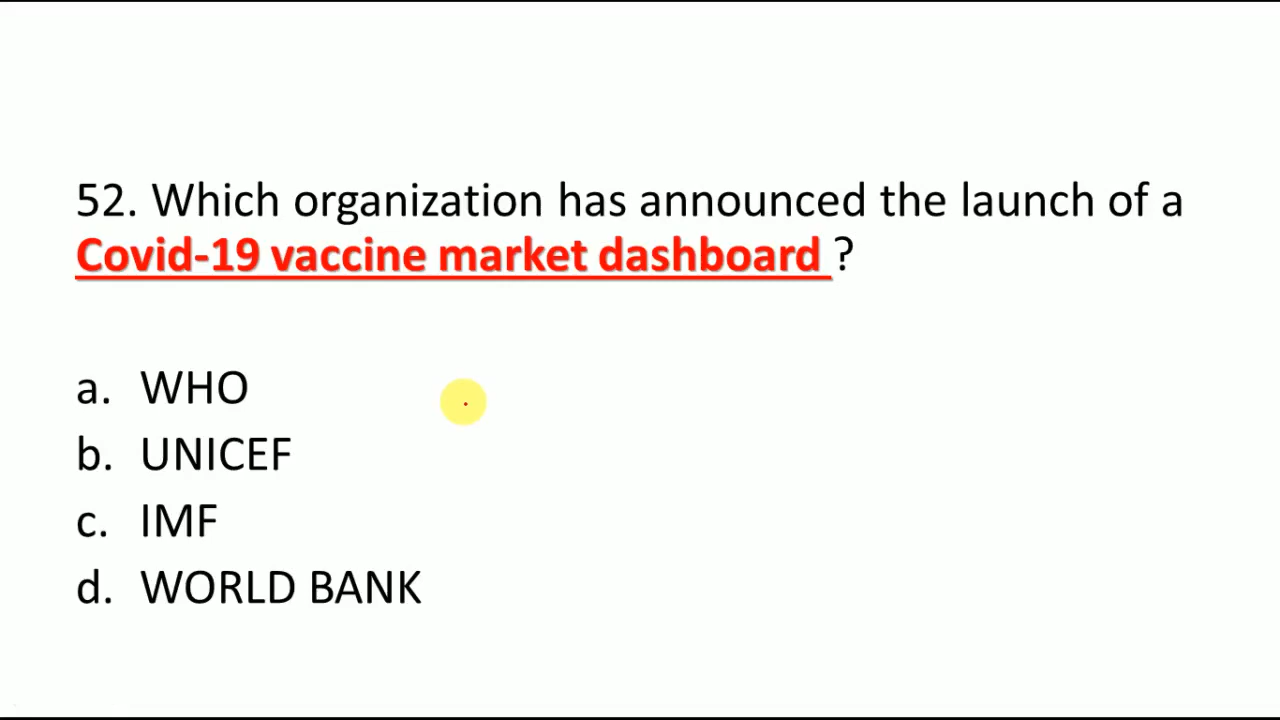 52. Which organization has announced the launch of a
Covid-19 vaccine market dashboard ?
a. WHO
b. UNICEF
c. IMF
d. WORLD BANK